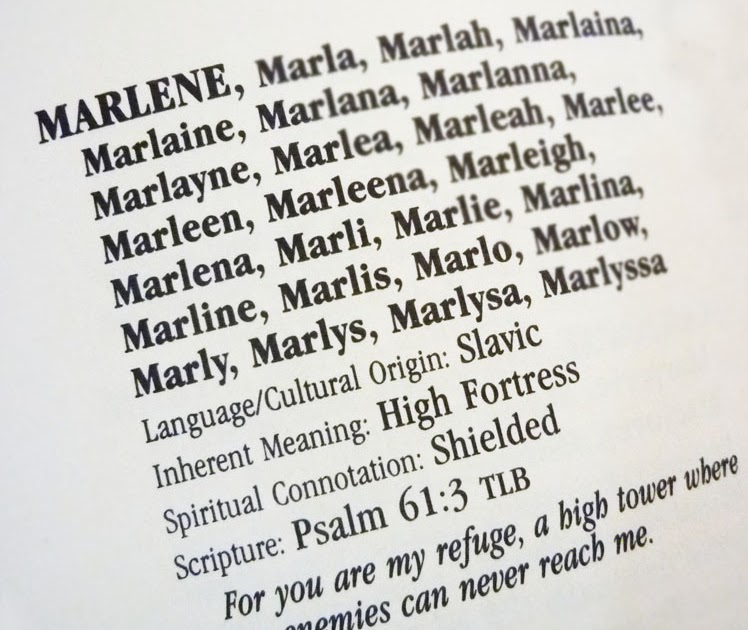 MARLENE, Marla, Marlah, Marlaina,
Marlaine, Marlana, Marlanna,
Marlayne, Marlea, Marleah, Marlee,
Marleen, Marleena, Marleigh,
Marlena, Marli, Marlie, Marlina,
Marline, Marlis, Marlo, Marlow,
Marly, Marlys, Marlysa, Marlyssa
Language/Cultural Origin: Slavic
Inherent Meaning: High Fortress
Spiritual Connotation: Shielded
Scripture: Psalm 61:3 TLB
For you are my refuge, a high tower where
enemies can never reach me.